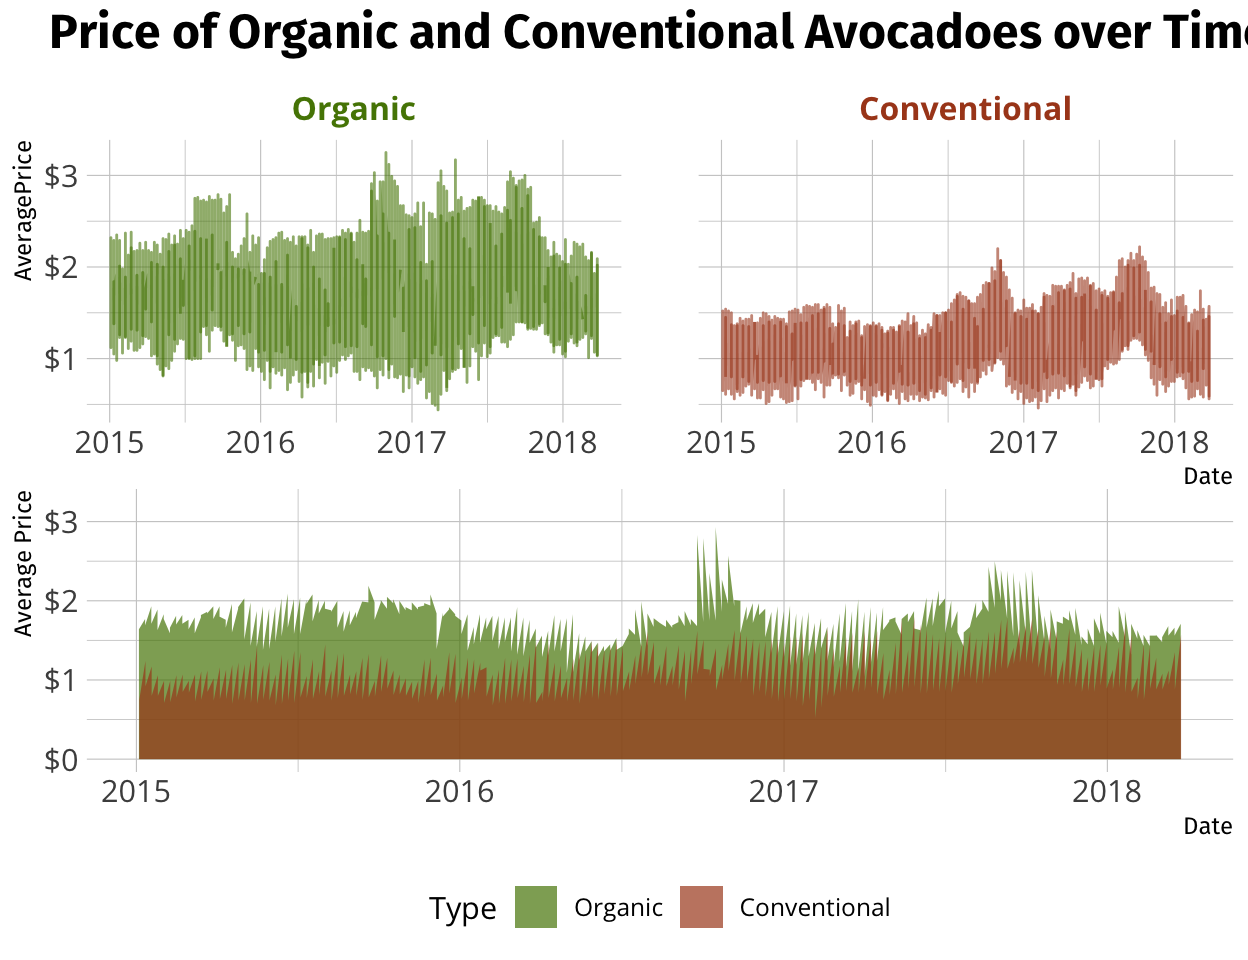 Price of Organic and Conventional Avocadoes over Time
Organic
Conventional
AveragePrice
$3
$2
$1
2015 2016 2017 2018
2015 2016 2017 2018
Date
Average Price
$3
$2
$1
$0
2015 2016 2017 2018
Date
Type Organic Conventional